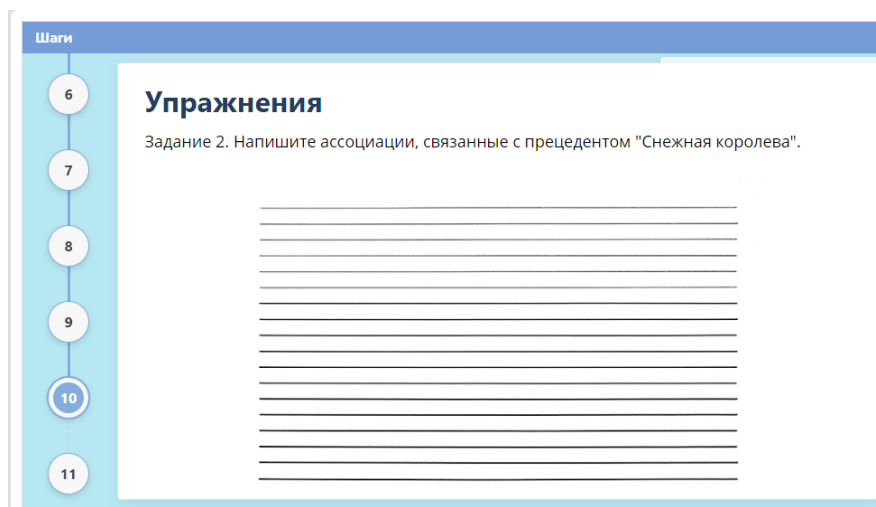 Шаги
6
Упражнения
Задание 2. Напишите ассоциации, связанные с прецедентом "Снежная королева".
7
8
9
10
11